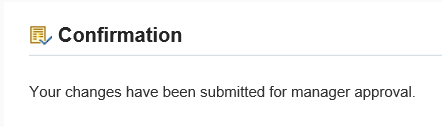 Confirmation
Your changes have been submitted for manager approval.